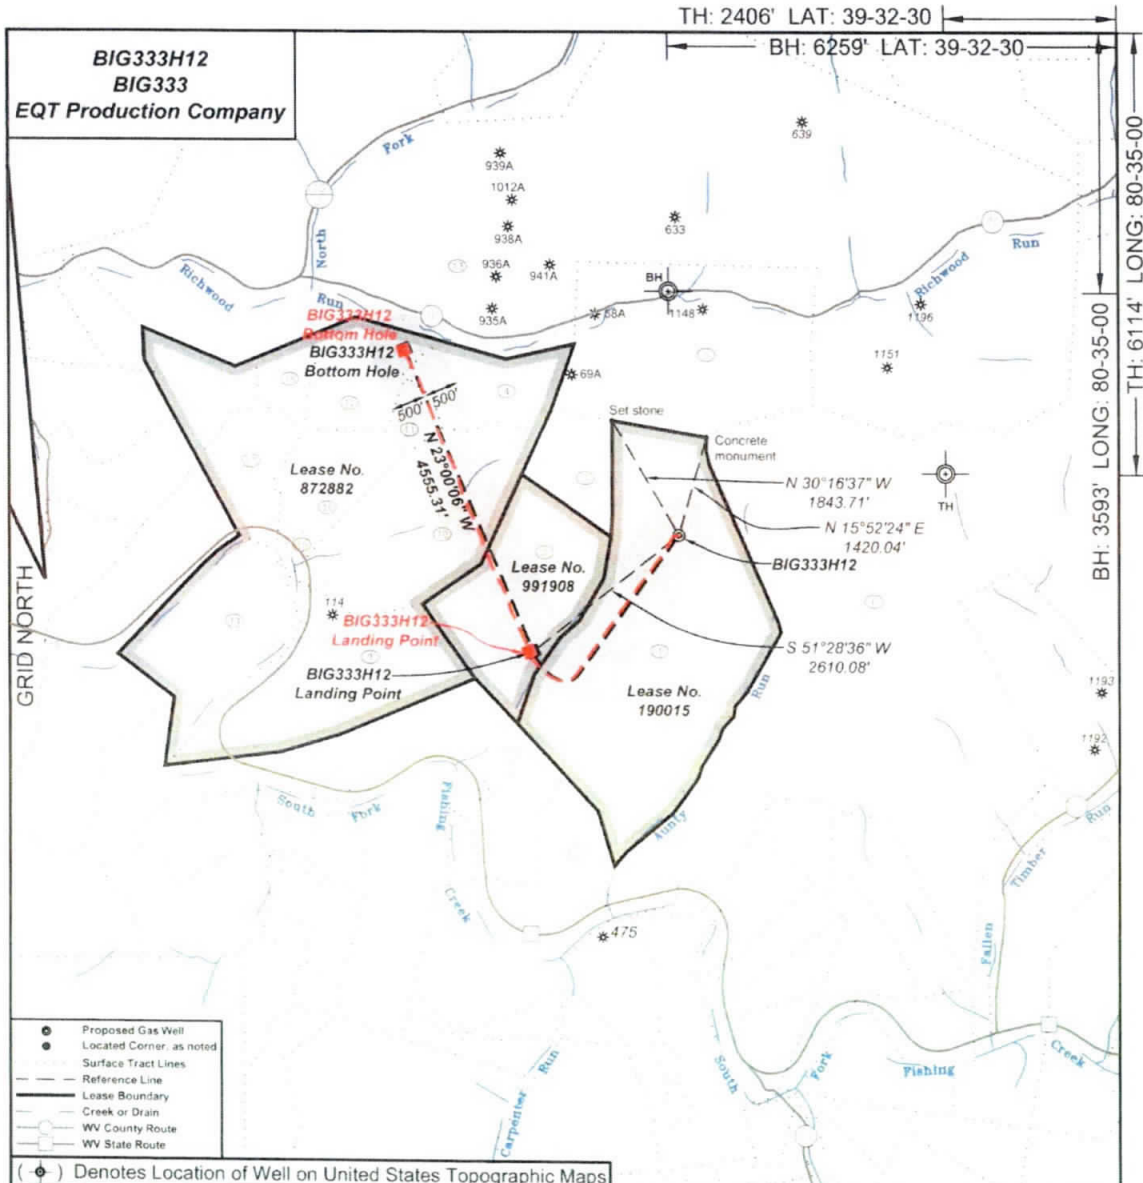 TH: 2406' LAT: 39-32-30
BH: 6259' LAT: 39-32-30
BIG333H12
BIG333
EQT Production Company
TH: 6114' LONG: 80-35-00
BH: 3593' LONG: 80-35-00
Fork
North
639
939A
1012A
938A
633
936A
941A
Richwood
Run
Richwood
Run
BH
935A
58A
1148
1196
BIG333H12
Bottom Hole
BIG333H12
Bottom Hole
1151
69A
500'
500'
Set stone
Concrete
monument
N 23°00'06" W
4555.31'
Lease No.
872882
N 30°16'37" W
1843.71'
TH
N 15°52'24" E
1420.04'
BIG333H12
Lease No.
991908
GRID NORTH
114
BIG333H12
Landing Point
BIG333H12
Landing Point
S 51°28'36" W
2610.08'
Lease No.
190015
Run
1193
1192
South
Fork
Fishing
Creek
Aunty
Timber
Run
Fallen
475
Proposed Gas Well
Located Corner, as noted
Surface Tract Lines
Reference Line
Lease Boundary
Creek or Drain
WV County Route
WV State Route
Carpenter
Run
South
Fork
Fishing
Creek
( ) Denotes Location of Well on United States Topographic Maps